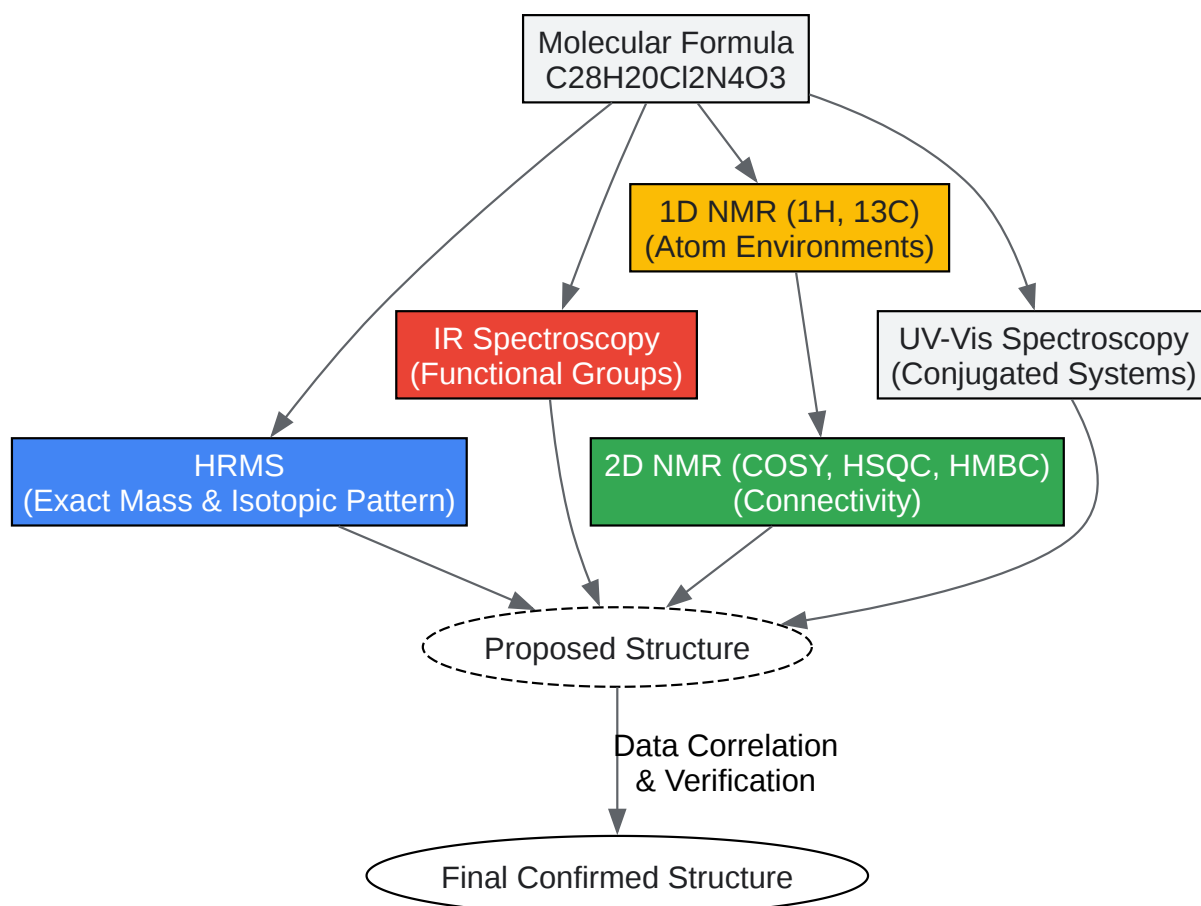 Molecular Formula
C28H20Cl2N4O3
1D NMR (1H, 13C)
(Atom Environments)
IR Spectroscopy
(Functional Groups)
UV-Vis Spectroscopy
(Conjugated Systems)
HRMS
(Exact Mass & Isotopic Pattern)
2D NMR (COSY, HSQC, HMBC)
(Connectivity)
Proposed Structure
Data Correlation
& Verification
Final Confirmed Structure